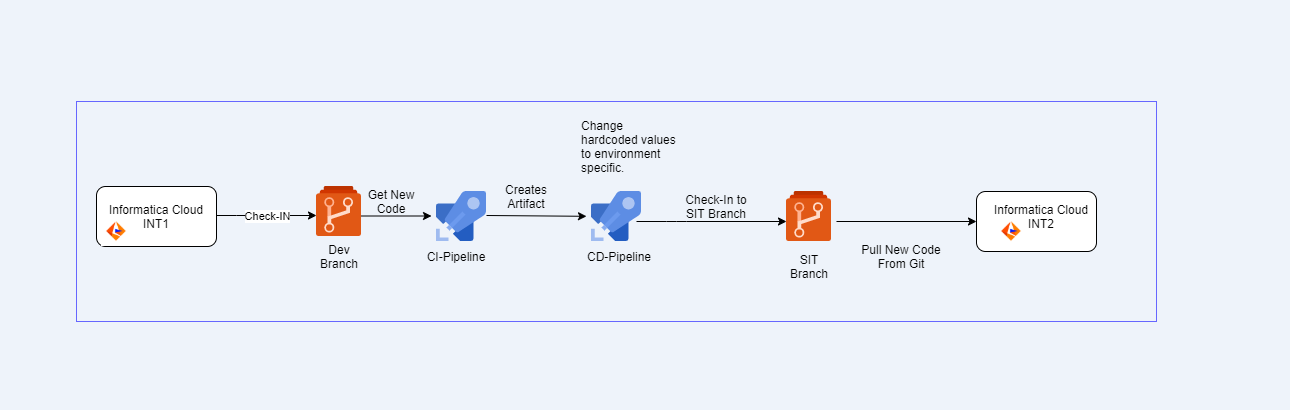 Change
hardcoded values
to environment
specific.
Informatica Cloud
INT1
Check-IN
Dev
Branch
Get New
Code
CI-Pipeline
Creates
Artifact
CD-Pipeline
Check-In to
SIT Branch
SIT
Branch
Pull New Code
From Git
Informatica Cloud
INT2